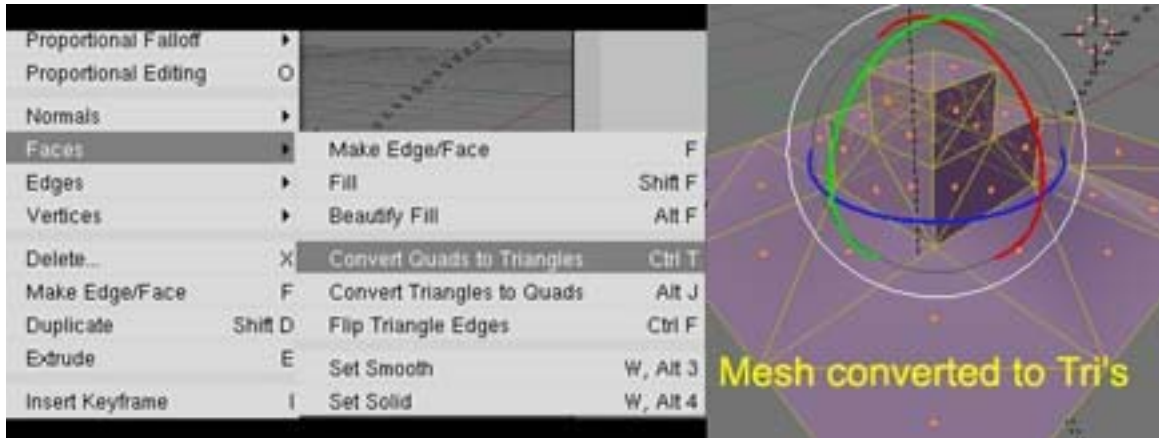 Proportional Falloff
Proportional Editing O
Normals
Faces
Edges
Vertices
Delete... X
Make Edge/Face F
Duplicate Shift D
Extrude E
Insert Keyframe I
Make Edge/Face F
Fill Shift F
Beautify Fill Alt F
Convert Quads to Triangles Ctrl T
Convert Triangles to Quads Alt J
Flip Triangle Edges Ctrl F
Set Smooth W, Alt 3
Set Solid W, Alt 4
Mesh converted to Tri's